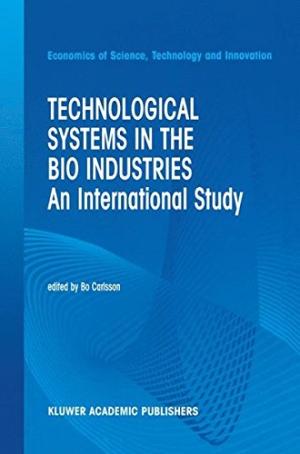 Economics of Science, Technology and Innovation
TECHNOLOGICAL
SYSTEMS IN THE
BIO INDUSTRIES
An International Study
edited by Bo Carlsson
KLUWER ACADEMIC PUBLISHERS